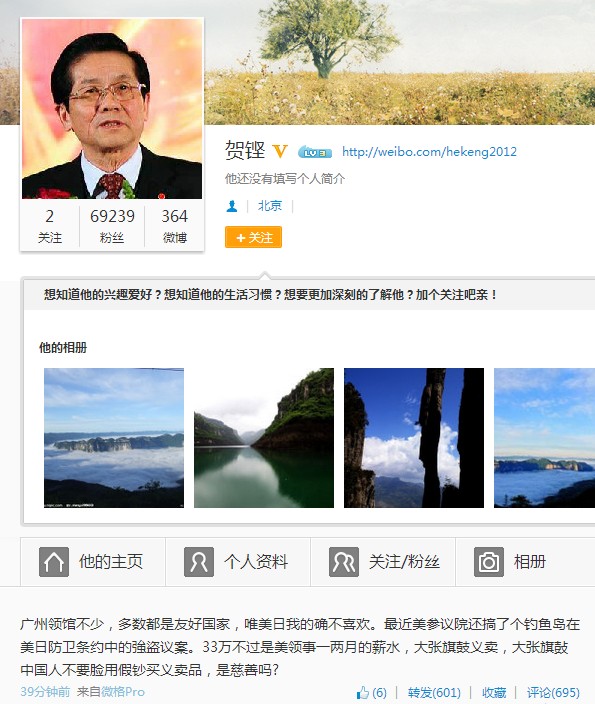 贺铿 V LV 3 http://weibo.com/hekeng2012
他还没有填写个人简介
北京
2 69239 364
关注 粉丝 微博
+关注
想知道他的兴趣爱好？想知道他的生活习惯？想要更加深刻的了解他？加个关注吧亲！
他的相册
他的主页 个人资料 关注/粉丝 相册
广州领馆不少，多数都是友好国家，唯美日我的确不喜欢。最近美参议院还搞了个钓鱼岛在
美日防卫条约中的強盗议案。33万不过是美领事一两月的薪水，大张旗鼓义卖，大张旗鼓
中国人不要脸用假钞买义卖品，是慈善吗?
39分钟前 来自微格Pro (6) 转发(601) 收藏 评论(695)